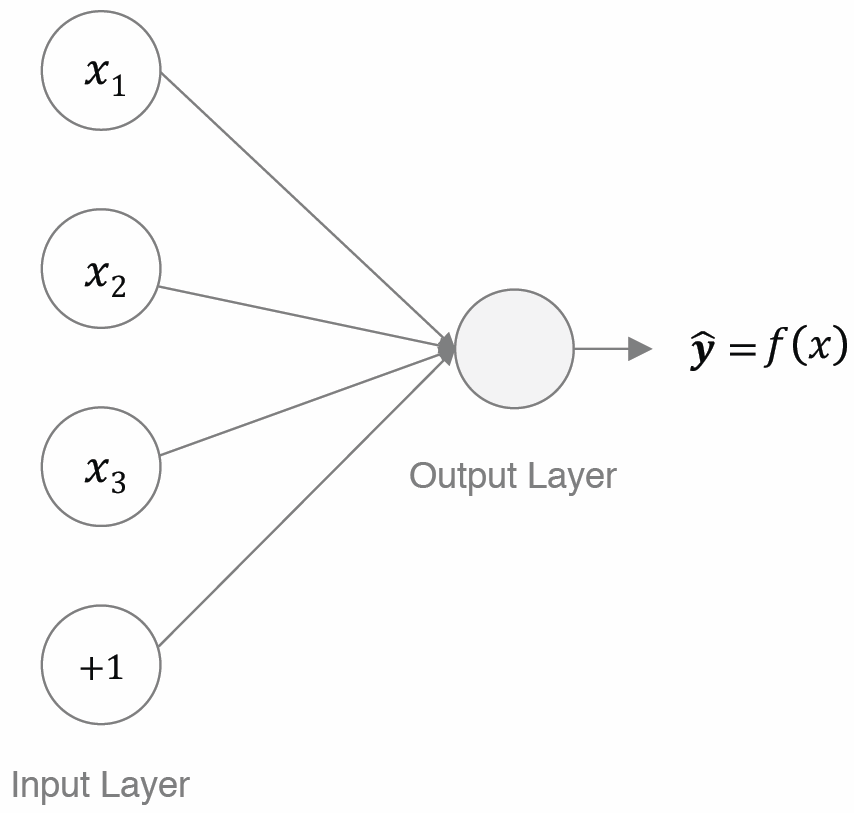 x₁
x₂
ŷ = f(x)
x₃
Output Layer
+1
Input Layer